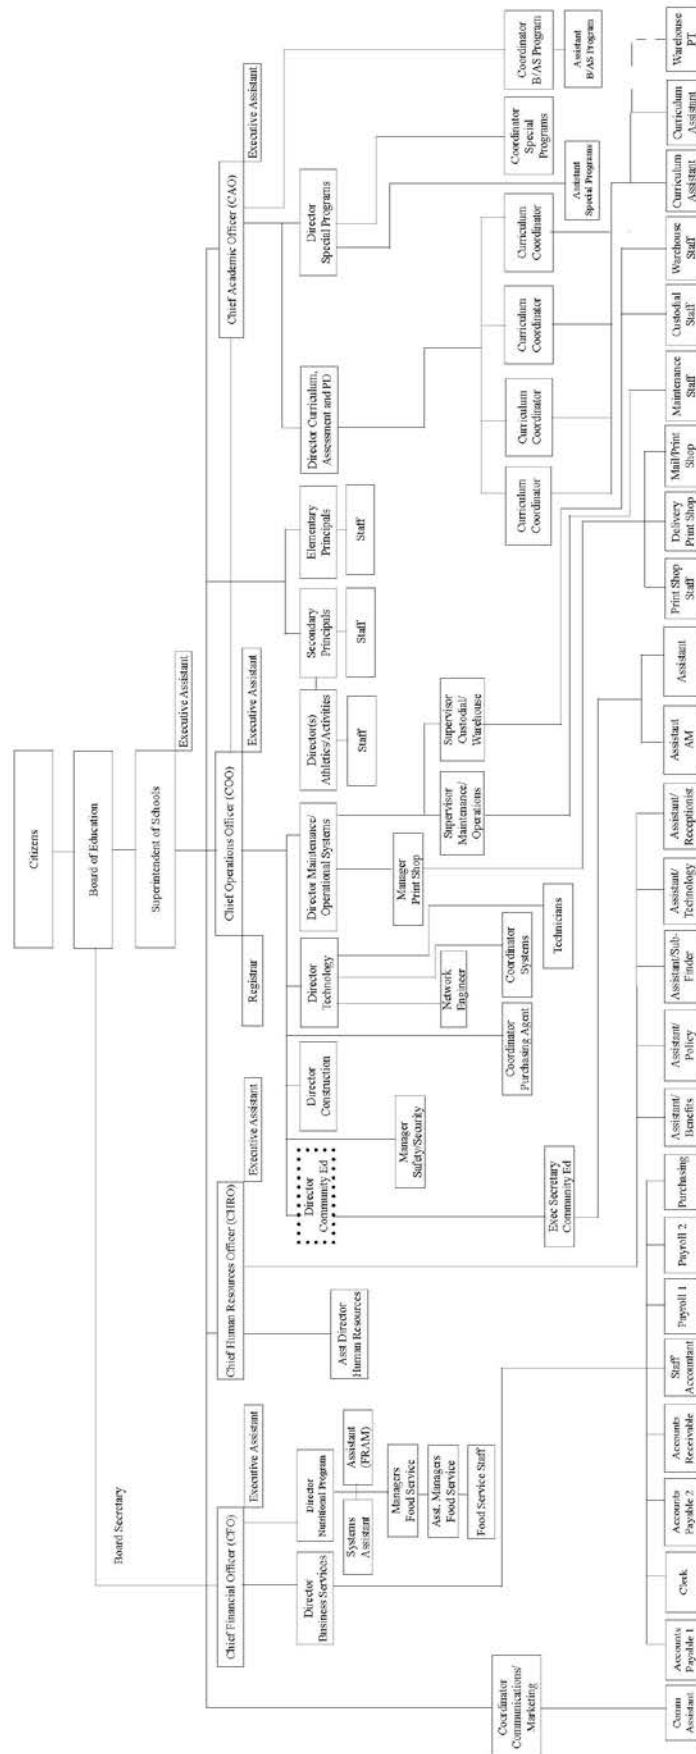 Citizens
Board of Education
Superintendent of Schools
Executive Assistant
Board Secretary
Chief Financial Officer (CFO)
Executive Assistant
Chief Human Resources Officer (CHRO)
Executive Assistant
Registrar
Chief Operations Officer (COO)
Executive Assistant
Chief Academic Officer (CAO)
Executive Assistant
Director
Business Services
Director
Nutritional Program
Systems
Assistant
Assistant
(FRAM)
Managers
Food Service
Asst. Managers
Food Service
Food Service Staff
Asst Director
Human Resources
Director
Community Ed
Director
Construction
Director
Technology
Director Maintenance/
Operational Systems
Director(s)
Athletics/Activities
Staff
Secondary
Principals
Staff
Elementary
Principals
Staff
Director Curriculum,
Assessment and PD
Director
Special Programs
Manager
Safety/Security
Manager
Print Shop
Network
Engineer
Supervisor
Maintenance/
Operations
Supervisor
Custodial/
Warehouse
Coordinator
Communications/
Marketing
Coordinator
Purchasing Agent
Coordinator
Systems
Curriculum
Coordinator
Curriculum
Coordinator
Curriculum
Coordinator
Curriculum
Coordinator
Coordinator
Special
Programs
Coordinator
B/AS Program
Exec Secretary
Community Ed
Technicians
Assistant
Special Programs
Assistant
B/AS Program
Comm
Assistant
Accounts
Payable 1
Clerk
Accounts
Payable 2
Accounts
Receivable
Staff
Accountant
Payroll 1
Payroll 2
Purchasing
Assistant/
Benefits
Assistant/
Policy
Assistant/Sub-
Finder
Assistant/
Technology
Assistant/
Receptionist
Assistant
AM
Assistant
Print Shop
Staff
Delivery
Print Shop
Mail/Print
Shop
Maintenance
Staff
Custodial
Staff
Warehouse
Staff
Curriculum
Assistant
Curriculum
Assistant
Warehouse
PT